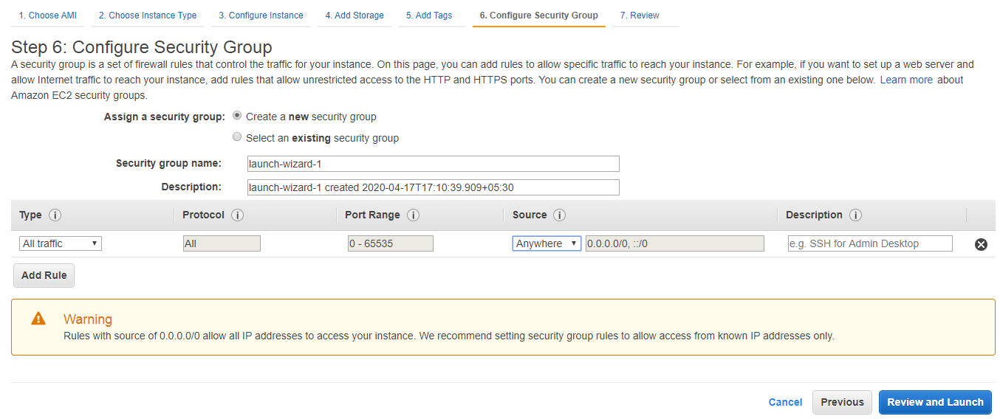 1. Choose AMI 2. Choose Instance Type 3. Configure Instance 4. Add Storage 5. Add Tags 6. Configure Security Group 7. Review
Step 6: Configure Security Group
A security group is a set of firewall rules that control the traffic for your instance. On this page, you can add rules to allow specific traffic to reach your instance. For example, if you want to set up a web server and
allow Internet traffic to reach your instance, add rules that allow unrestricted access to the HTTP and HTTPS ports. You can create a new security group or select from an existing one below. Learn more about
Amazon EC2 security groups.
Assign a security group: Create a new security group
Select an existing security group
Security group name: launch-wizard-1
Description: launch-wizard-1 created 2020-04-17T17:10:39.909+05:30
Type i Protocol i Port Range i Source i Description i
All traffic All 0 - 65535 Anywhere 0.0.0.0/0, ::/0 e.g. SSH for Admin Desktop
Add Rule
Warning
Rules with source of 0.0.0.0/0 allow all IP addresses to access your instance. We recommend setting security group rules to allow access from known IP addresses only.
Cancel Previous Review and Launch